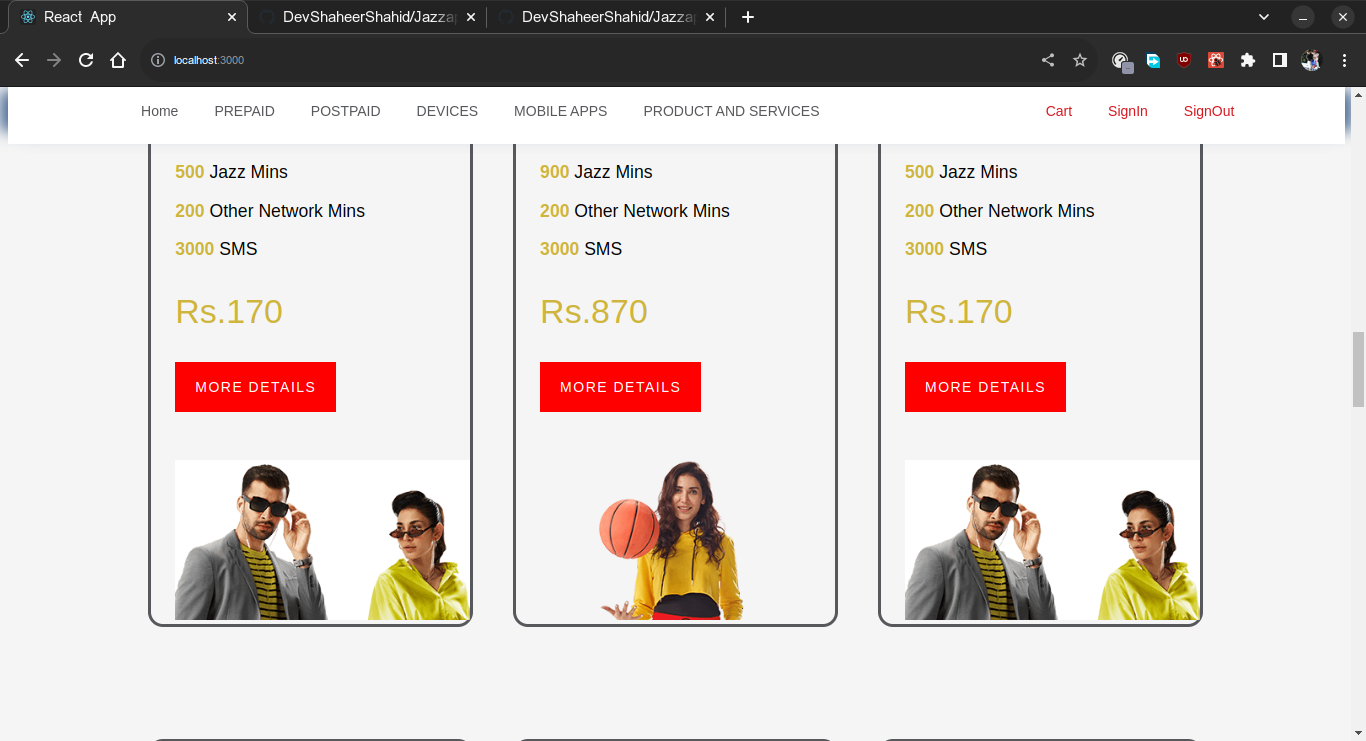 React App
DevShaheerShahid/Jazzap
DevShaheerShahid/Jazzap
localhost:3000
UD
Home PREPAID POSTPAID DEVICES MOBILE APPS PRODUCT AND SERVICES Cart SignIn SignOut
500 Jazz Mins
200 Other Network Mins
3000 SMS
Rs.170
MORE DETAILS
900 Jazz Mins
200 Other Network Mins
3000 SMS
Rs.870
MORE DETAILS
500 Jazz Mins
200 Other Network Mins
3000 SMS
Rs.170
MORE DETAILS